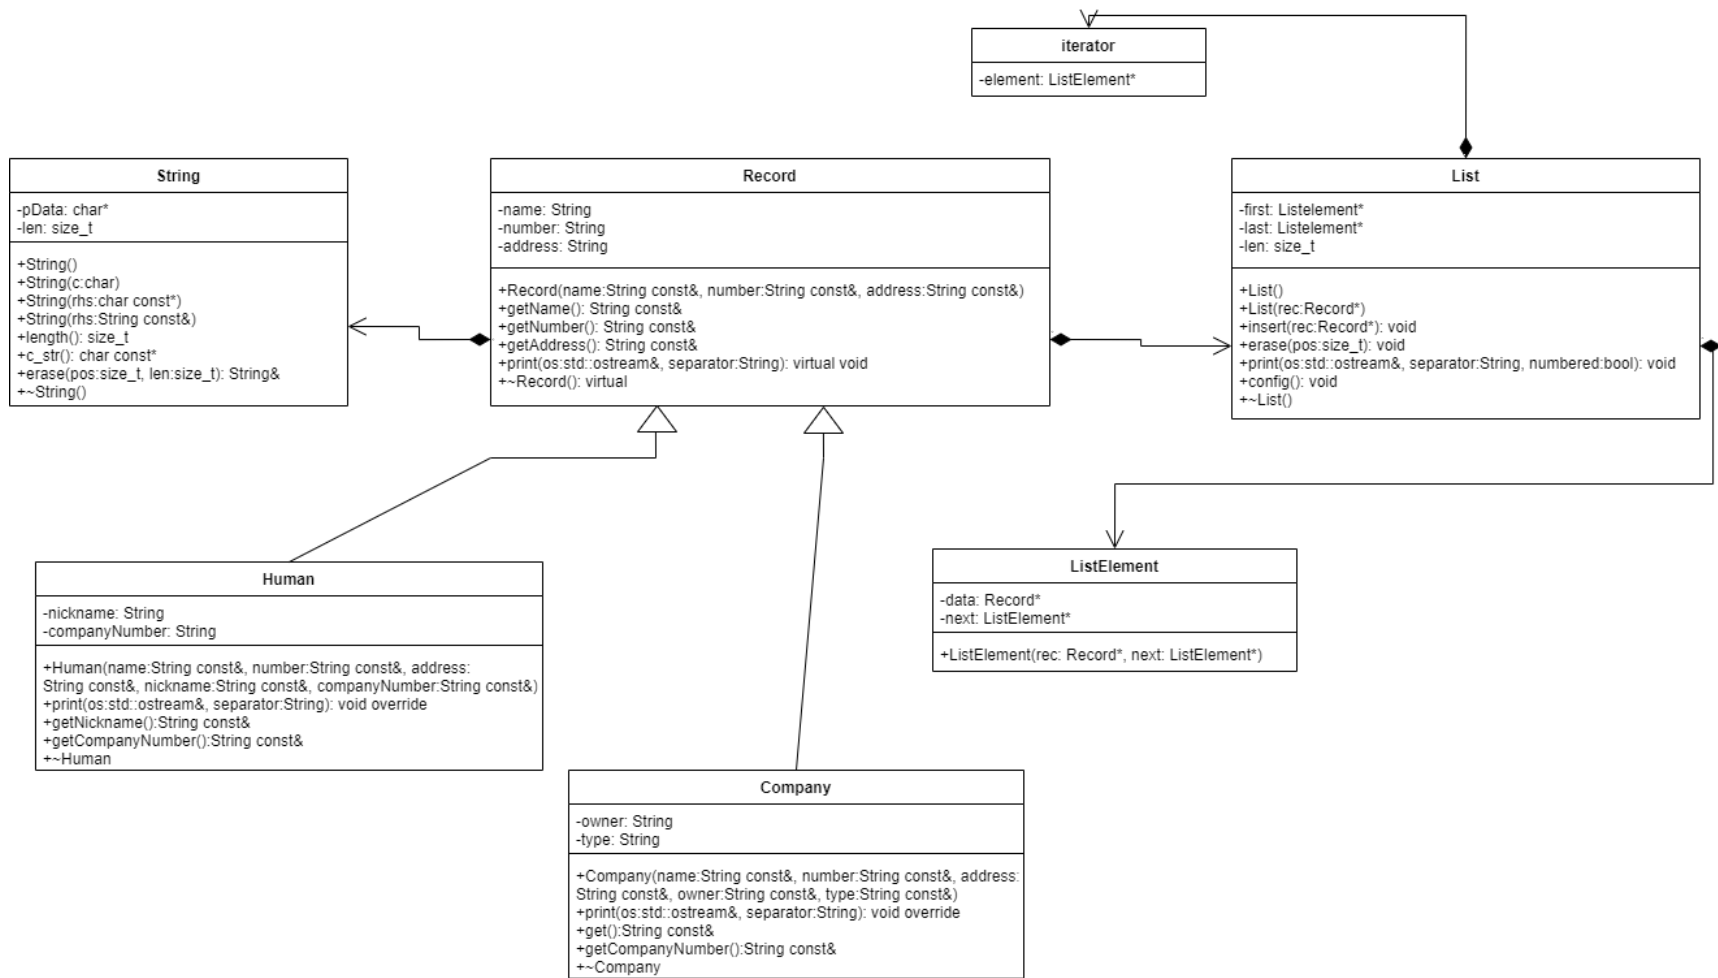 iterator
-element: ListElement*
String
-pData: char*
-len: size_t
+String()
+String(c:char)
+String(rhs:char const*)
+String(rhs:String const&)
+length(): size_t
+c_str(): char const*
+erase(pos:size_t, len:size_t): String&
+~String()
Record
-name: String
-number: String
-address: String
+Record(name:String const&, number:String const&, address:String const&)
+getName(): String const&
+getNumber(): String const&
+getAddress(): String const&
+print(os:std::ostream&, separator:String): virtual void
+~Record(): virtual
List
-first: Listelement*
-last: Listelement*
-len: size_t
+List()
+List(rec:Record*)
+insert(rec:Record*): void
+erase(pos:size_t): void
+print(os:std::ostream&, separator:String, numbered:bool): void
+config(): void
+~List()
Human
-nickname: String
-companyNumber: String
+Human(name:String const&, number:String const&, address:
String const&, nickname:String const&, companyNumber:String const&)
+print(os:std::ostream&, separator:String): void override
+getNickname():String const&
+getCompanyNumber():String const&
+~Human
ListElement
-data: Record*
-next: ListElement*
+ListElement(rec: Record*, next: ListElement*)
Company
-owner: String
-type: String
+Company(name:String const&, number:String const&, address:
String const&, owner:String const&, type:String const&)
+print(os:std::ostream&, separator:String): void override
+get():String const&
+getCompanyNumber():String const&
+~Company